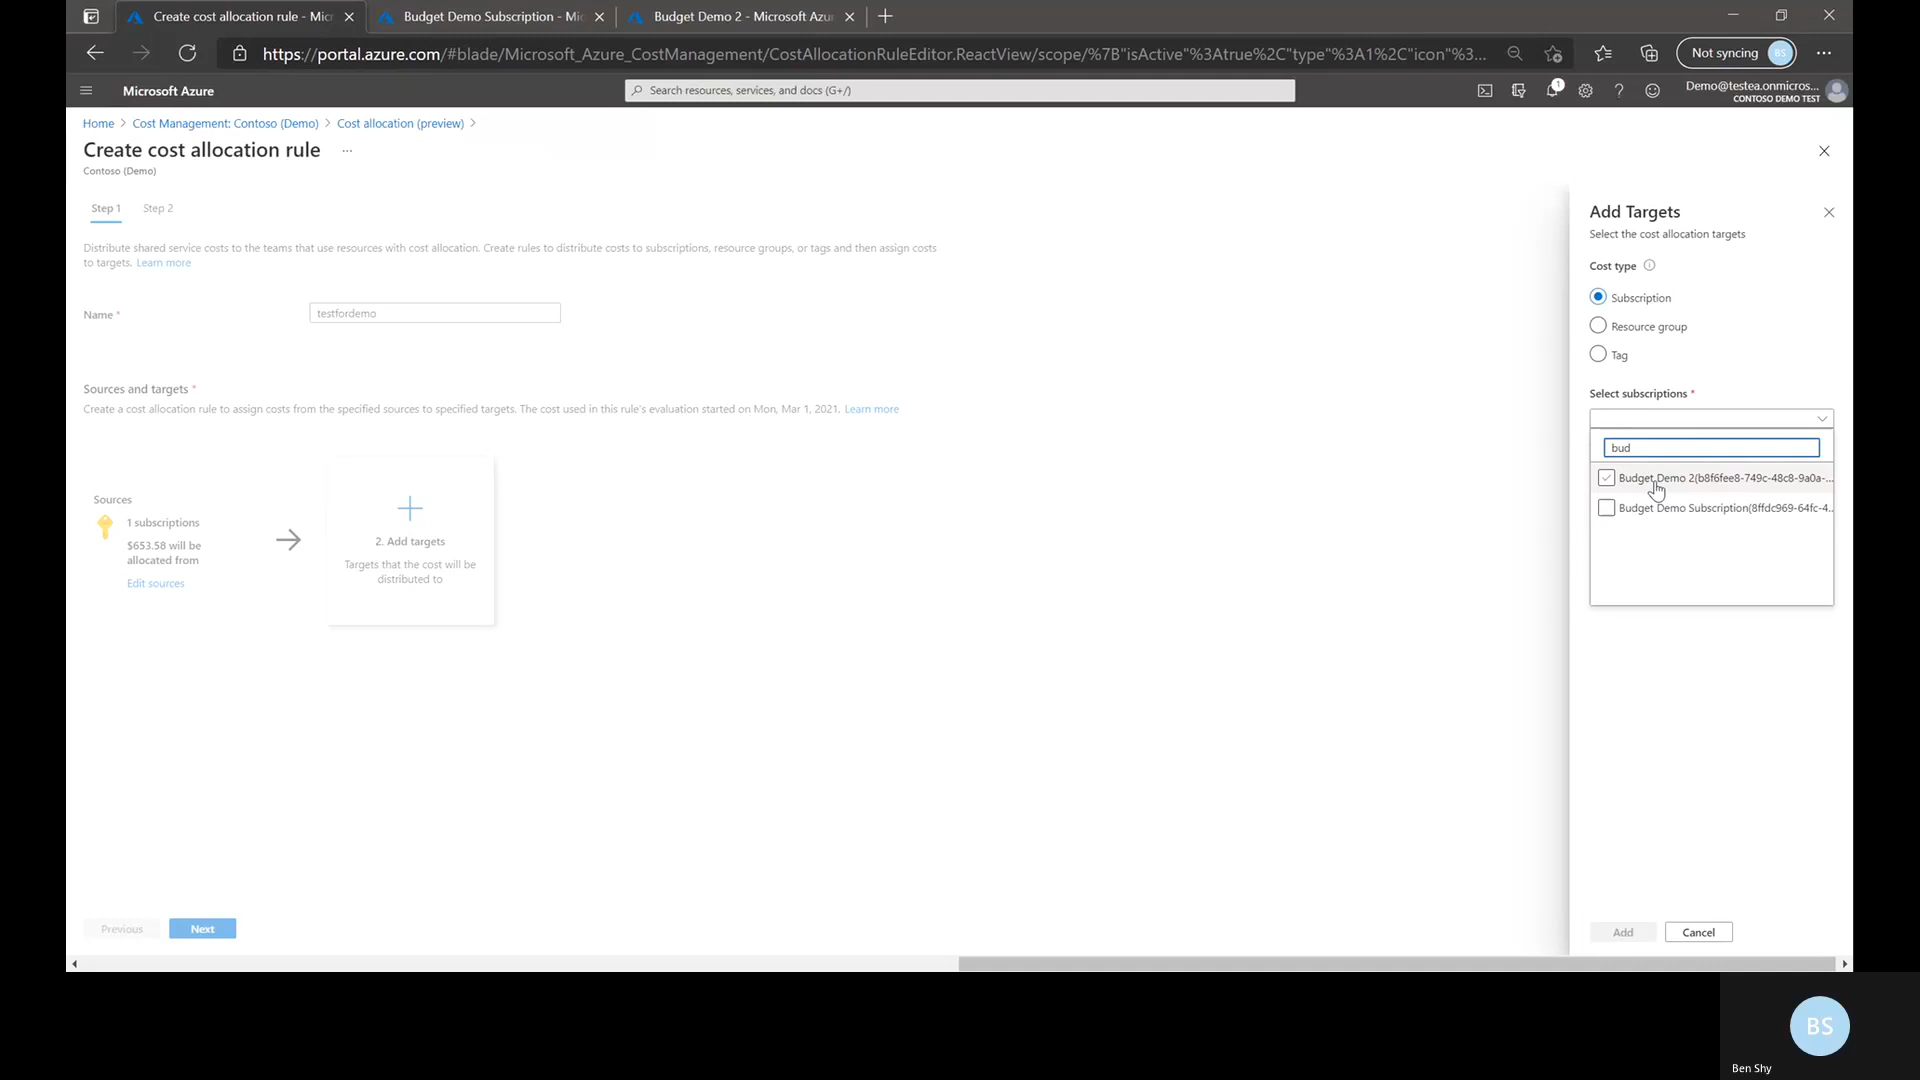 Create cost allocation rule - Micr
Budget Demo Subscription - Mic
Budget Demo 2 - Microsoft Azur
https://portal.azure.com/#blade/Microsoft_Azure_CostManagement/CostAllocationRuleEditor.ReactView/scope/%7B"isActive"%3Atrue%2C"type"%3A1%2C"icon"%3...
Not syncing
BS
Microsoft Azure
Search resources, services, and docs (G+/)
1
Demo@testea.onmicros...
CONTOSO DEMO TEST
Home > Cost Management: Contoso (Demo) > Cost allocation (preview) >
Create cost allocation rule ...
Contoso (Demo)
Step 1
Step 2
Distribute shared service costs to the teams that use resources with cost allocation. Create rules to distribute costs to subscriptions, resource groups, or tags and then assign costs
to targets. Learn more
Name *
testfordemo
Sources and targets *
Create a cost allocation rule to assign costs from the specified sources to specified targets. The cost used in this rule's evaluation started on Mon, Mar 1, 2021. Learn more
Sources
1 subscriptions
$653.58 will be
allocated from
Edit sources
2. Add targets
Targets that the cost will be
distributed to
Previous
Next
Add Targets
Select the cost allocation targets
Cost type
Subscription
Resource group
Tag
Select subscriptions *
bud
Budget Demo 2(b8f6fee8-749c-48c8-9a0a-...
Budget Demo Subscription(8ffdc969-64fc-4...
Add
Cancel
BS
Ben Shy